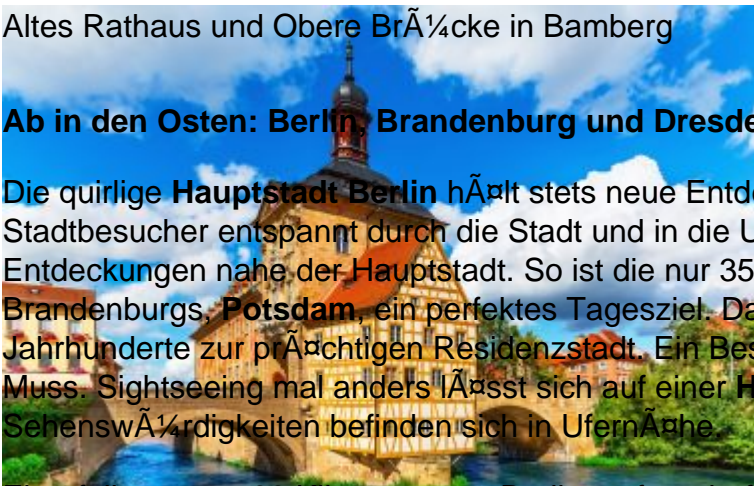 Altes Rathaus und Obere BrÃ¼cke in Bamberg
Ab in den Osten: Berlin, Brandenburg und Dresde
Die quirlige Hauptstadt Berlin hÃ¤lt stets neue Entde
Stadtbesucher entspannt durch die Stadt und in die U
Entdeckungen nahe der Hauptstadt. So ist die nur 35
Brandenburgs, Potsdam, ein perfektes Tagesziel. Da
Jahrhunderte zur prÃ¤chtigen Residenzstadt. Ein Bes
Muss. Sightseeing mal anders lÃ¤sst sich auf einer H
SehenswÃ¼rdigkeiten befinden sich in UfernÃ¤he.